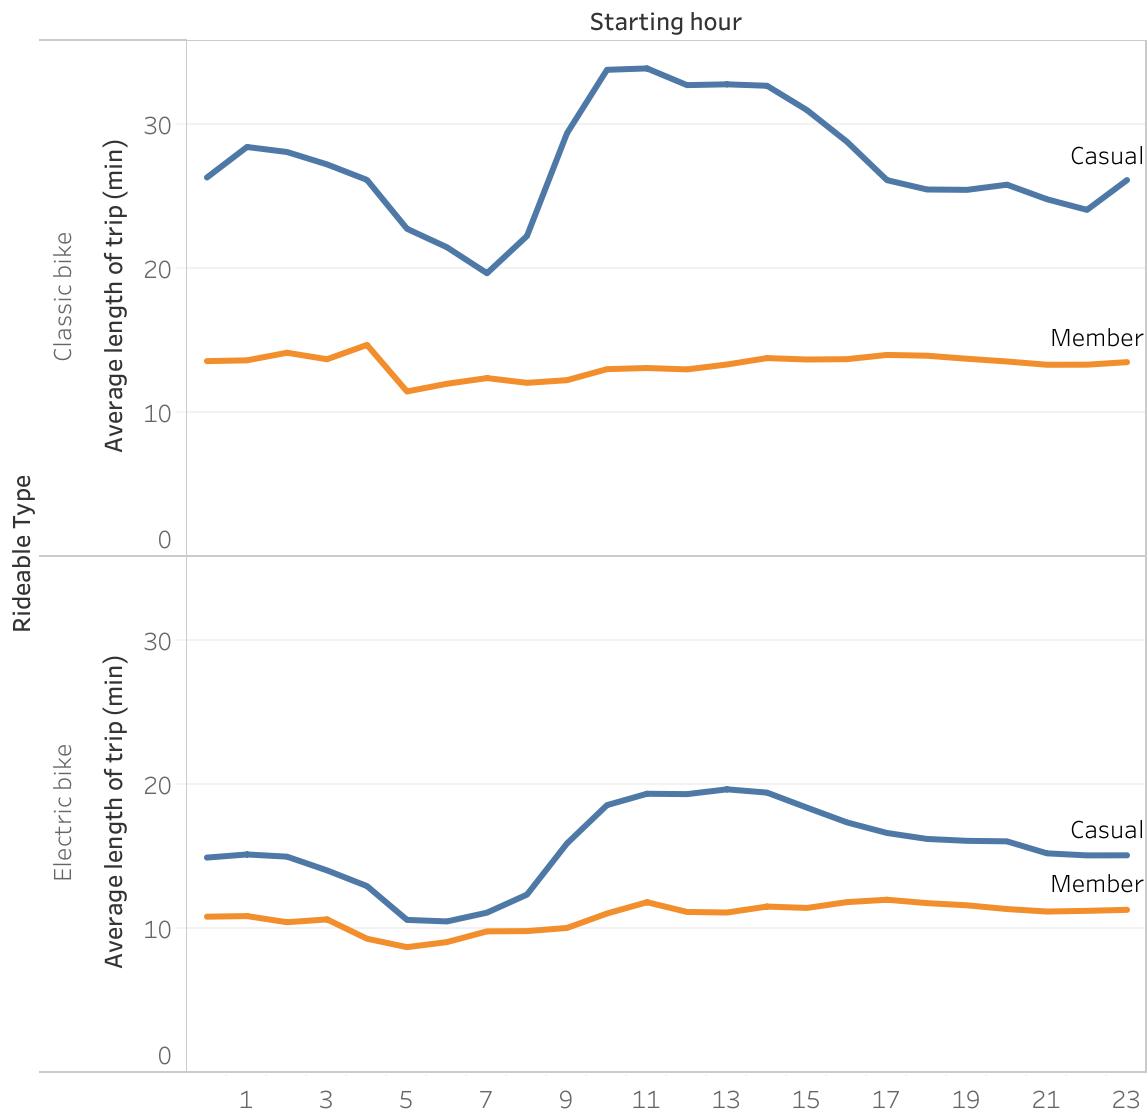 Starting hour
Rideable Type
Classic bike
Average length of trip (min)
30
20
10
0
Casual
Member
Electric bike
Average length of trip (min)
30
20
10
0
Casual
Member
1 3 5 7 9 11 13 15 17 19 21 23